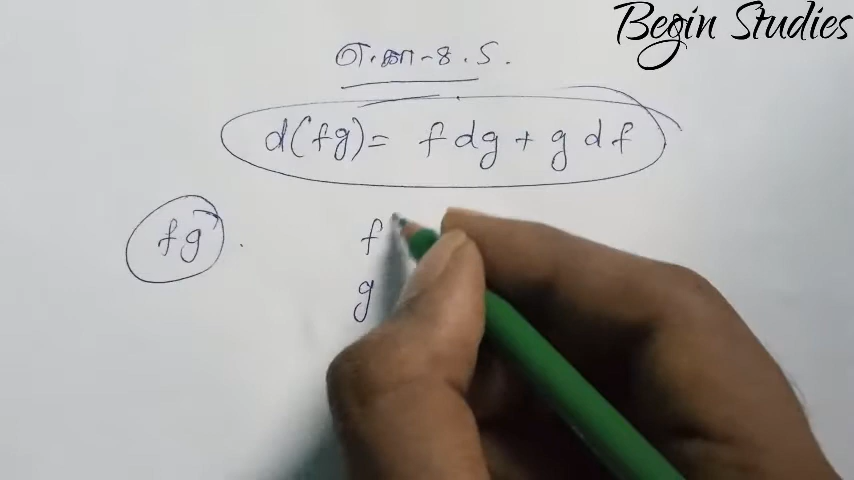 Begin Studies
எ.கா-8.5.
d(fg) = f dg + g df
fg.
f
g